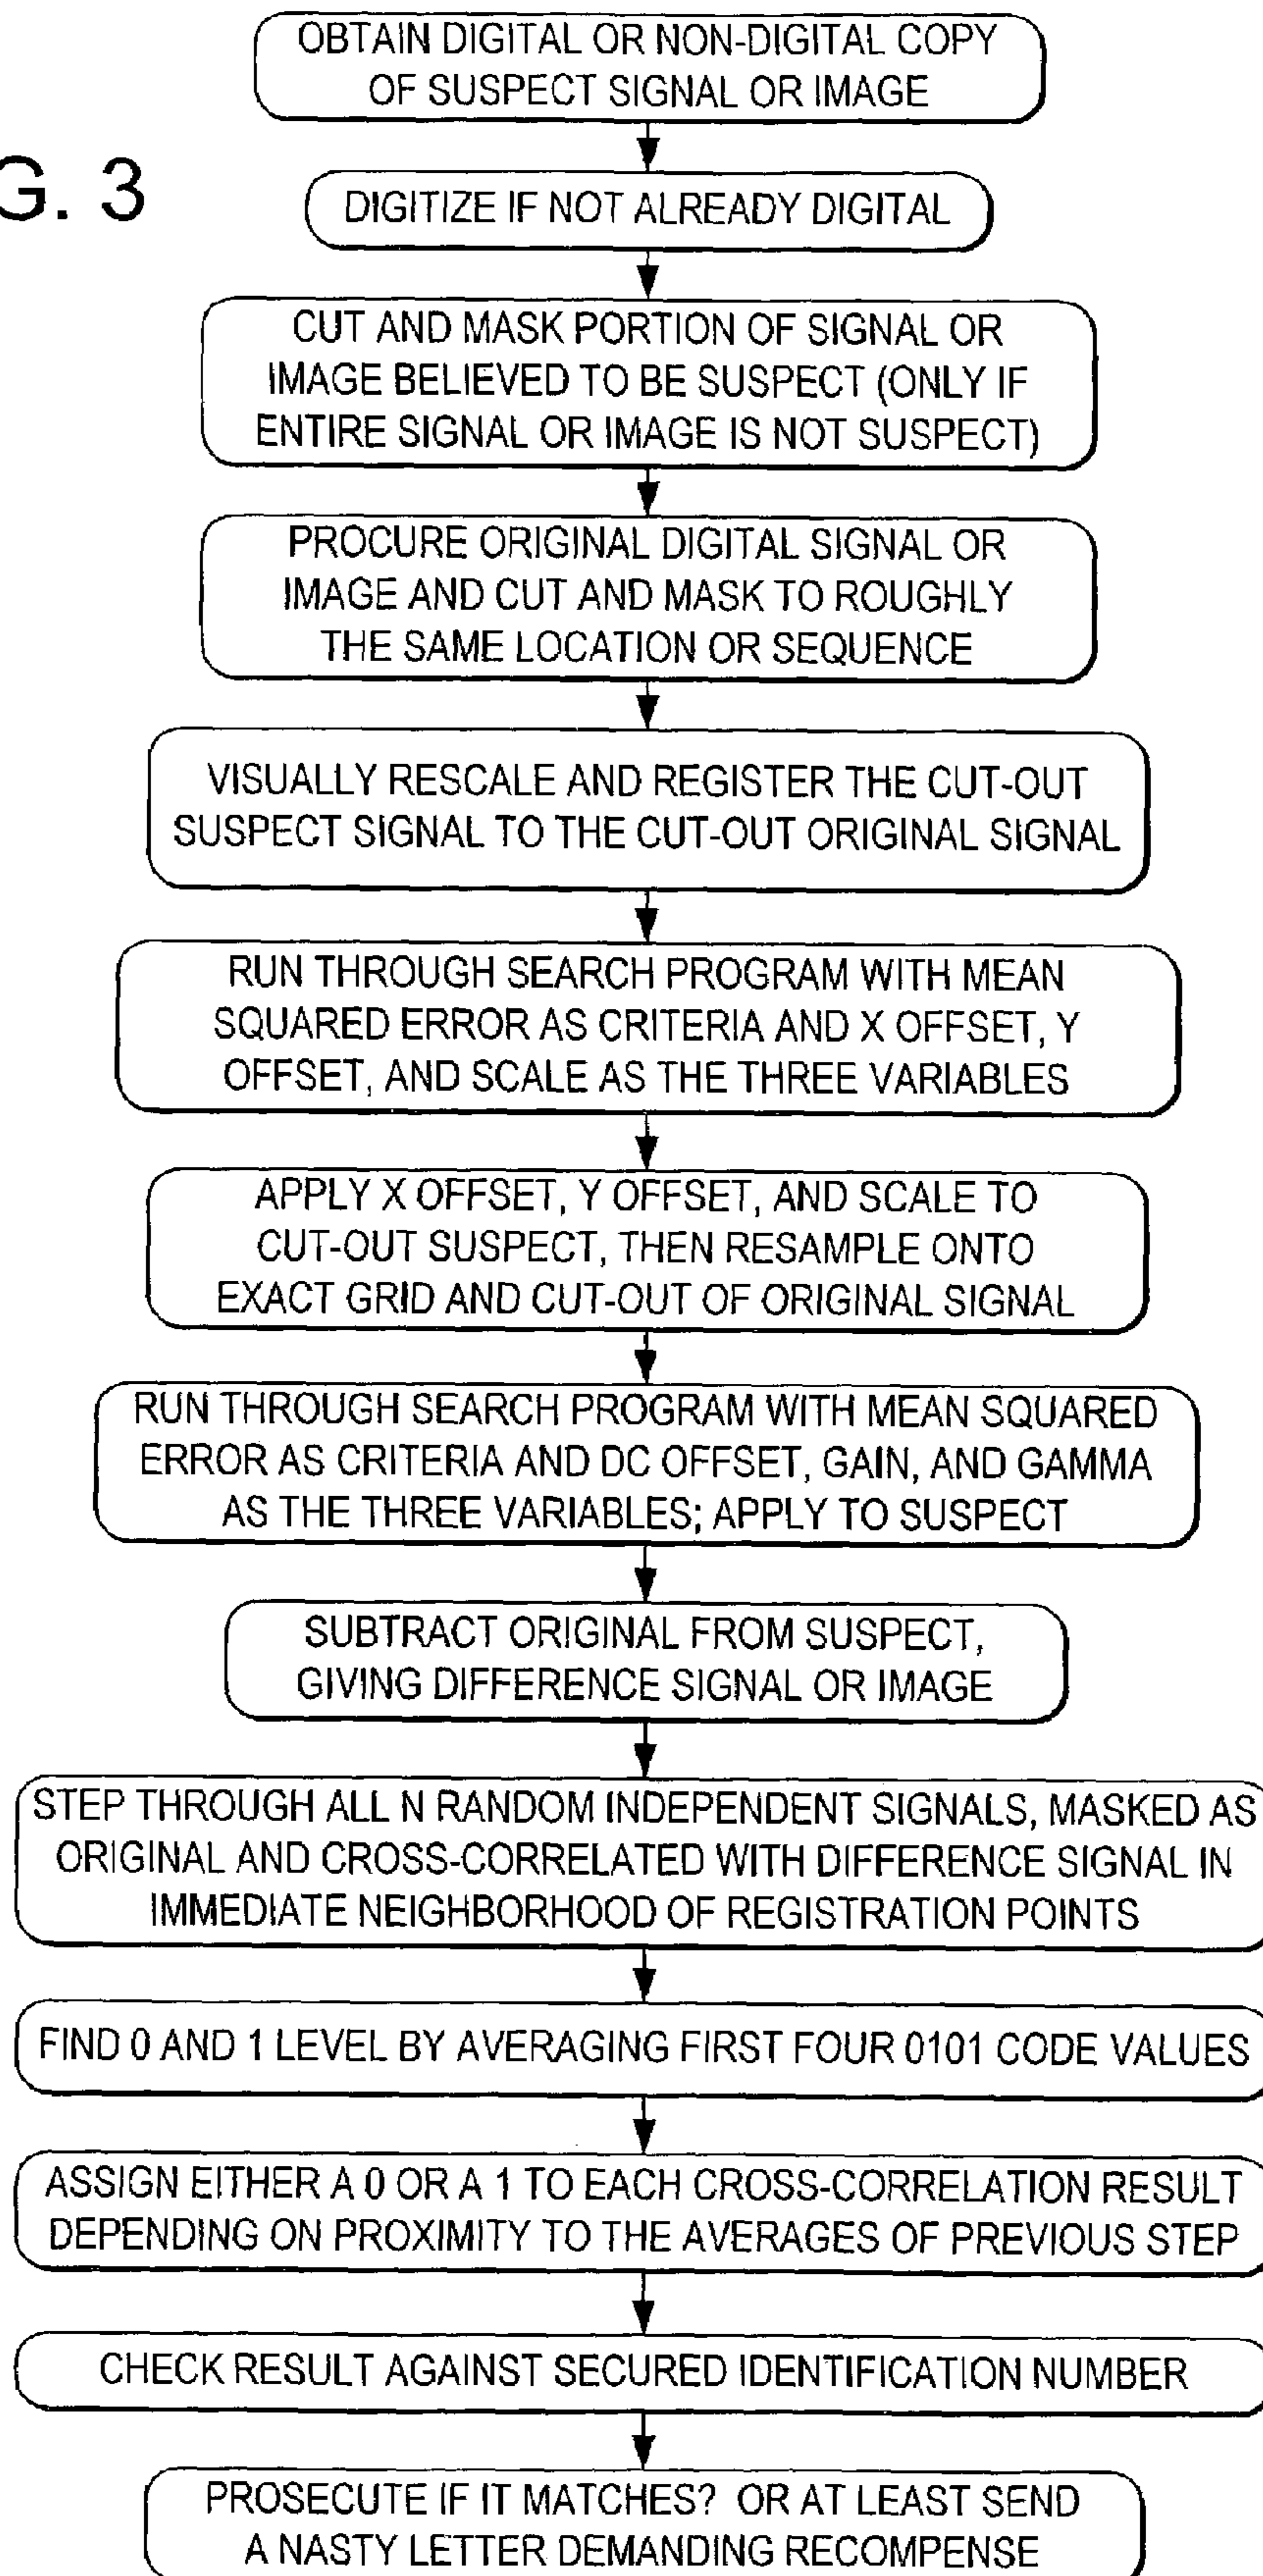 OBTAIN DIGITAL OR NON-DIGITAL COPY
OF SUSPECT SIGNAL OR IMAGE
G. 3
DIGITIZE IF NOT ALREADY DIGITAL
CUT AND MASK PORTION OF SIGNAL OR
IMAGE BELIEVED TO BE SUSPECT (ONLY IF
ENTIRE SIGNAL OR IMAGE IS NOT SUSPECT)
PROCURE ORIGINAL DIGITAL SIGNAL OR
IMAGE AND CUT AND MASK TO ROUGHLY
THE SAME LOCATION OR SEQUENCE
VISUALLY RESCALE AND REGISTER THE CUT-OUT
SUSPECT SIGNAL TO THE CUT-OUT ORIGINAL SIGNAL
RUN THROUGH SEARCH PROGRAM WITH MEAN
SQUARED ERROR AS CRITERIA AND X OFFSET, Y
OFFSET, AND SCALE AS THE THREE VARIABLES
APPLY X OFFSET, Y OFFSET, AND SCALE TO
CUT-OUT SUSPECT, THEN RESAMPLE ONTO
EXACT GRID AND CUT-OUT OF ORIGINAL SIGNAL
RUN THROUGH SEARCH PROGRAM WITH MEAN SQUARED
ERROR AS CRITERIA AND DC OFFSET, GAIN, AND GAMMA
AS THE THREE VARIABLES; APPLY TO SUSPECT
SUBTRACT ORIGINAL FROM SUSPECT,
GIVING DIFFERENCE SIGNAL OR IMAGE
STEP THROUGH ALL N RANDOM INDEPENDENT SIGNALS, MASKED AS
ORIGINAL AND CROSS-CORRELATED WITH DIFFERENCE SIGNAL IN
IMMEDIATE NEIGHBORHOOD OF REGISTRATION POINTS
FIND 0 AND 1 LEVEL BY AVERAGING FIRST FOUR 0101 CODE VALUES
ASSIGN EITHER A 0 OR A 1 TO EACH CROSS-CORRELATION RESULT
DEPENDING ON PROXIMITY TO THE AVERAGES OF PREVIOUS STEP
CHECK RESULT AGAINST SECURED IDENTIFICATION NUMBER
PROSECUTE IF IT MATCHES? OR AT LEAST SEND
A NASTY LETTER DEMANDING RECOMPENSE